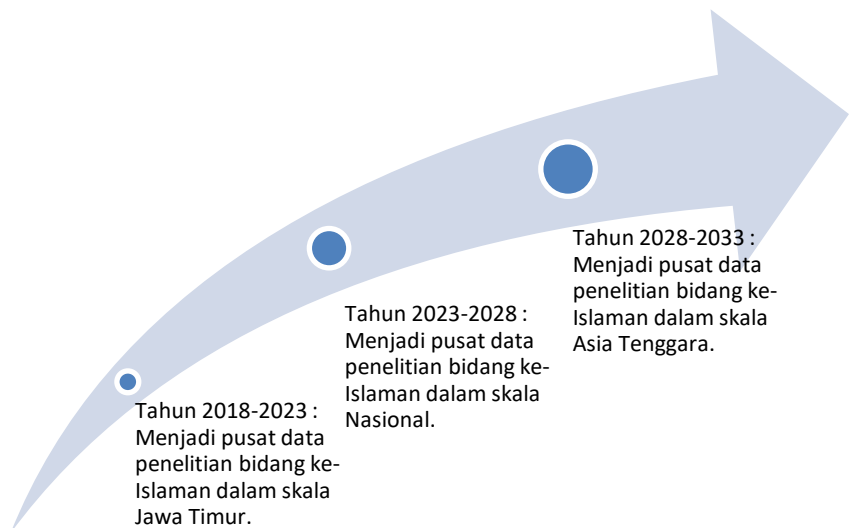 Tahun 2018-2023 :
Menjadi pusat data
penelitian bidang ke-
Islaman dalam skala
Jawa Timur.
Tahun 2023-2028 :
Menjadi pusat data
penelitian bidang ke-
Islaman dalam skala
Nasional.
Tahun 2028-2033 :
Menjadi pusat data
penelitian bidang ke-
Islaman dalam skala
Asia Tenggara.